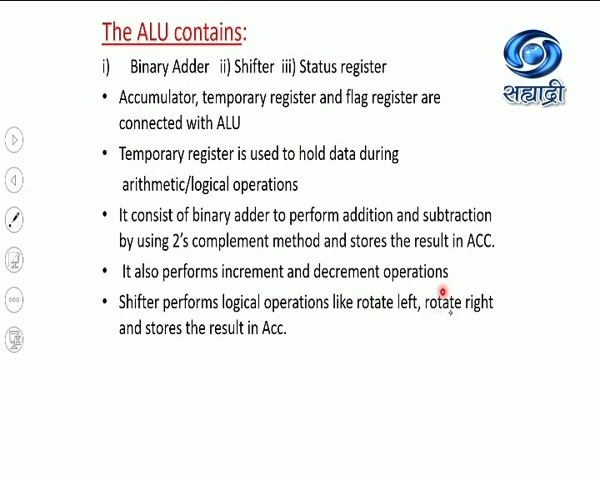 The ALU contains:
i) Binary Adder ii) Shifter iii) Status register
• Accumulator, temporary register and flag register are
connected with ALU
• Temporary register is used to hold data during
arithmetic/logical operations
• It consist of binary adder to perform addition and subtraction
by using 2's complement method and stores the result in ACC.
• It also performs increment and decrement operations
• Shifter performs logical operations like rotate left, rotate right
and stores the result in Acc.
सह्याद्री